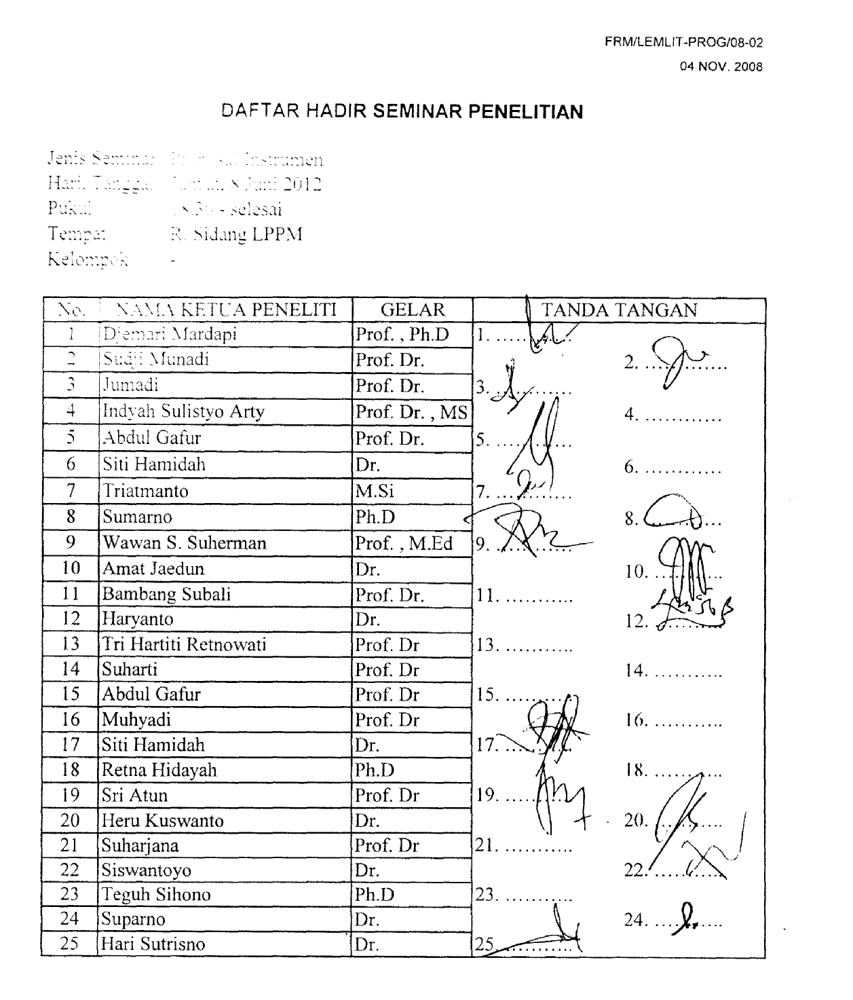 FRM/LEMLIT-PROG/08-02
04 NOV. 2008
DAFTAR HADIR SEMINAR PENELITIAN
Jenis Seminar Instrumen
Hari, Tanggal 8 Juni 2012
Pukul - selesai
Tempat R. Sidang LPPM
Kelompok -
No. NAMA KETUA PENELITI GELAR TANDA TANGAN
1 Djemari Mardapi Prof. , Ph.D 1. ...........
2 Sudji Munadi Prof. Dr. 2. ............
3 Jumadi Prof. Dr. 3. ............
4 Indyah Sulistyo Arty Prof. Dr. , MS 4. ............
5 Abdul Gafur Prof. Dr. 5. ............
6 Siti Hamidah Dr. 6. ............
7 Triatmanto M.Si 7. ............
8 Sumarno Ph.D 8. ............
9 Wawan S. Suherman Prof. , M.Ed 9. ............
10 Amat Jaedun Dr. 10. ...........
11 Bambang Subali Prof. Dr. 11. ...........
12 Haryanto Dr. 12. ...........
13 Tri Hartiti Retnowati Prof. Dr 13. ...........
14 Suharti Prof. Dr 14. ...........
15 Abdul Gafur Prof. Dr 15. ...........
16 Muhyadi Prof. Dr 16. ...........
17 Siti Hamidah Dr. 17. ...........
18 Retna Hidayah Ph.D 18. ...........
19 Sri Atun Prof. Dr 19. ...........
20 Heru Kuswanto Dr. 20. ...........
21 Suharjana Prof. Dr 21. ...........
22 Siswantoyo Dr. 22. ...........
23 Teguh Sihono Ph.D 23. ...........
24 Suparno Dr. 24. ...........
25 Hari Sutrisno Dr. 25. ...........